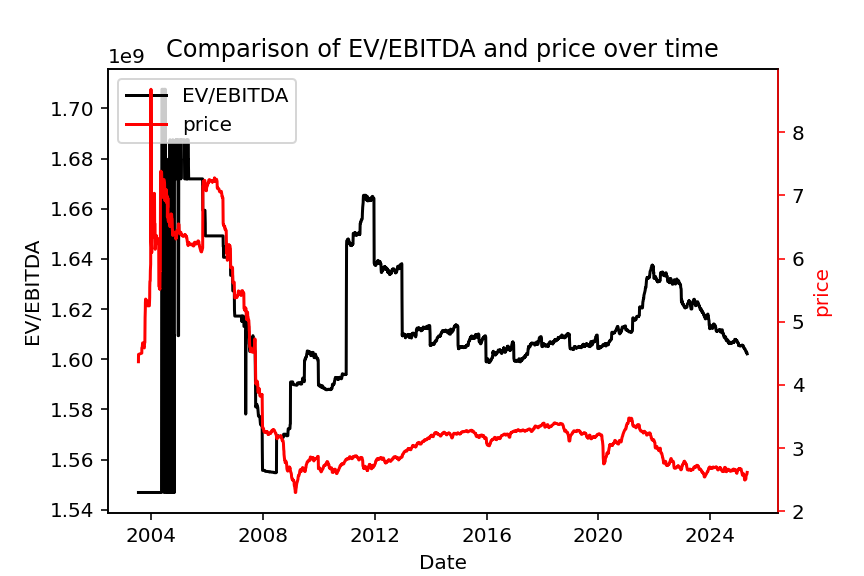 Comparison of EV/EBITDA and price over time
1e9
EV/EBITDA
price
1.70
1.68
1.66
1.64
1.62
1.60
1.58
1.56
1.54
EV/EBITDA
8
7
6
5
4
3
2
price
2004 2008 2012 2016 2020 2024
Date